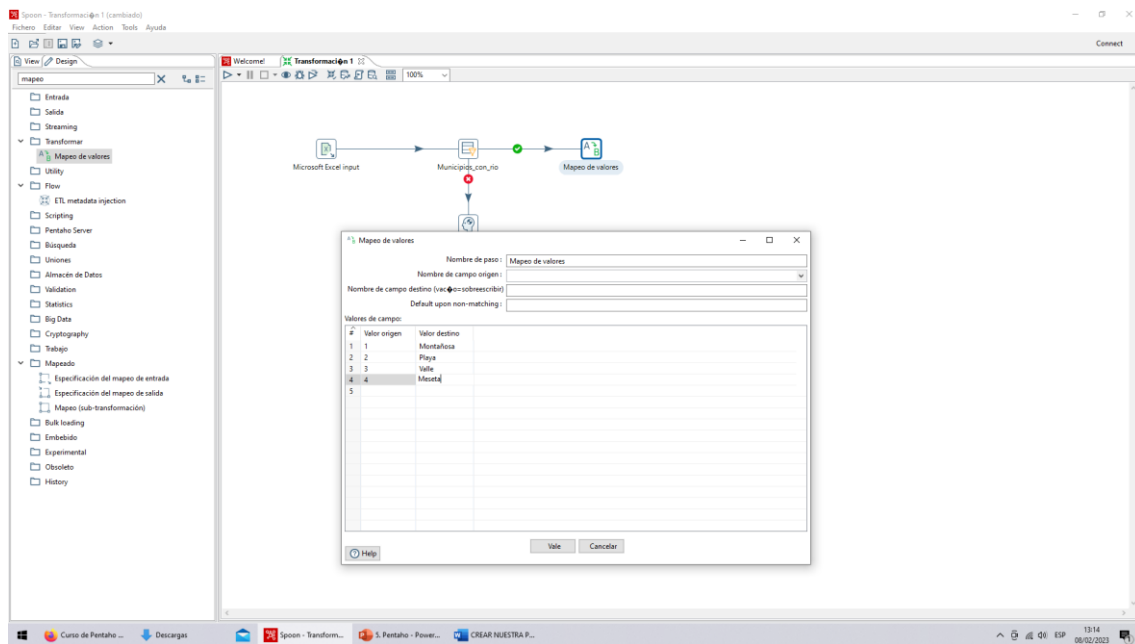 Spoon - Transformaci�n 1 (cambiado)
Fichero Editar View Action Tools Ayuda
Connect
View Design
Welcome! Transformaci�n 1
mapeo
100%
Entrada
Salida
Streaming
Transformar
Mapeo de valores
Utility
Flow
ETL metadata injection
Scripting
Pentaho Server
Búsqueda
Uniones
Almacén de Datos
Validation
Statistics
Big Data
Cryptography
Trabajo
Mapeado
Especificación del mapeo de entrada
Especificación del mapeo de salida
Mapeo (sub-transformación)
Bulk loading
Embebido
Experimental
Obsoleto
History
Microsoft Excel input
Municipios_con_rio
Mapeo de valores
Mapeo de valores
Nombre de paso : Mapeo de valores
Nombre de campo origen :
Nombre de campo destino (vac�o=sobreescribir)
Default upon non-matching :
Valores de campo:
# Valor origen Valor destino
1 1 Montañosa
2 2 Playa
3 3 Valle
4 4 Meseta
5
Help
Vale
Cancelar
Curso de Pentaho ...
Descargas
Spoon - Transform...
5. Pentaho - Power...
CREAR NUESTRA P...
ESP
13:14
08/02/2023